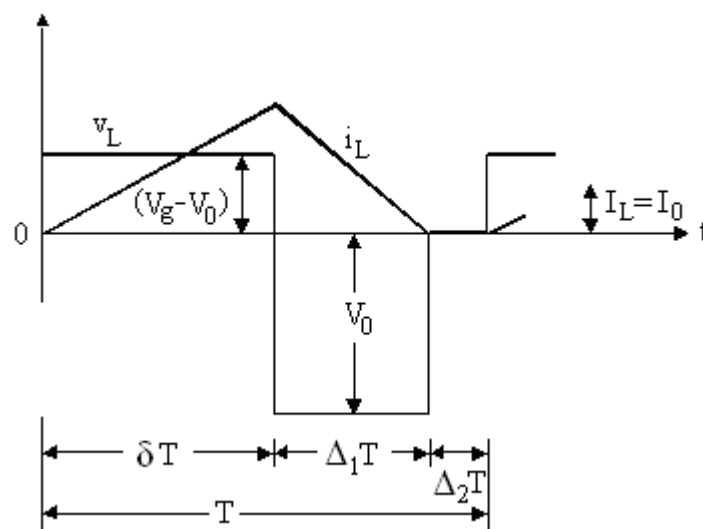 v_L
i_L
(V_g-V_0)
I_L=I_0
0
t
V_0
δT
Δ_1T
Δ_2T
T